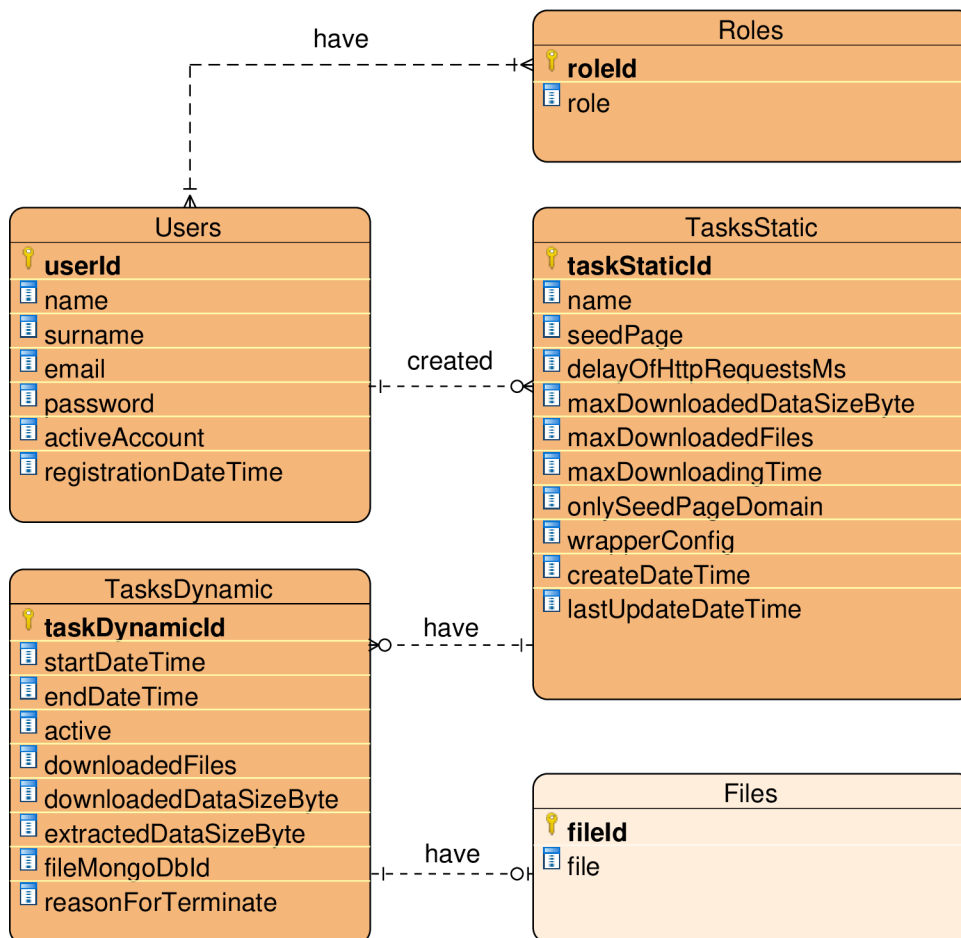 have
Roles
roleId
role
Users
userId
name
surname
email
password
activeAccount
registrationDateTime
created
TasksStatic
taskStaticId
name
seedPage
delayOfHttpRequestsMs
maxDownloadedDataSizeByte
maxDownloadedFiles
maxDownloadingTime
onlySeedPageDomain
wrapperConfig
createDateTime
lastUpdateDateTime
TasksDynamic
taskDynamicId
startDateTime
endDateTime
active
downloadedFiles
downloadedDataSizeByte
extractedDataSizeByte
fileMongoDbId
reasonForTerminate
have
have
Files
fileId
file